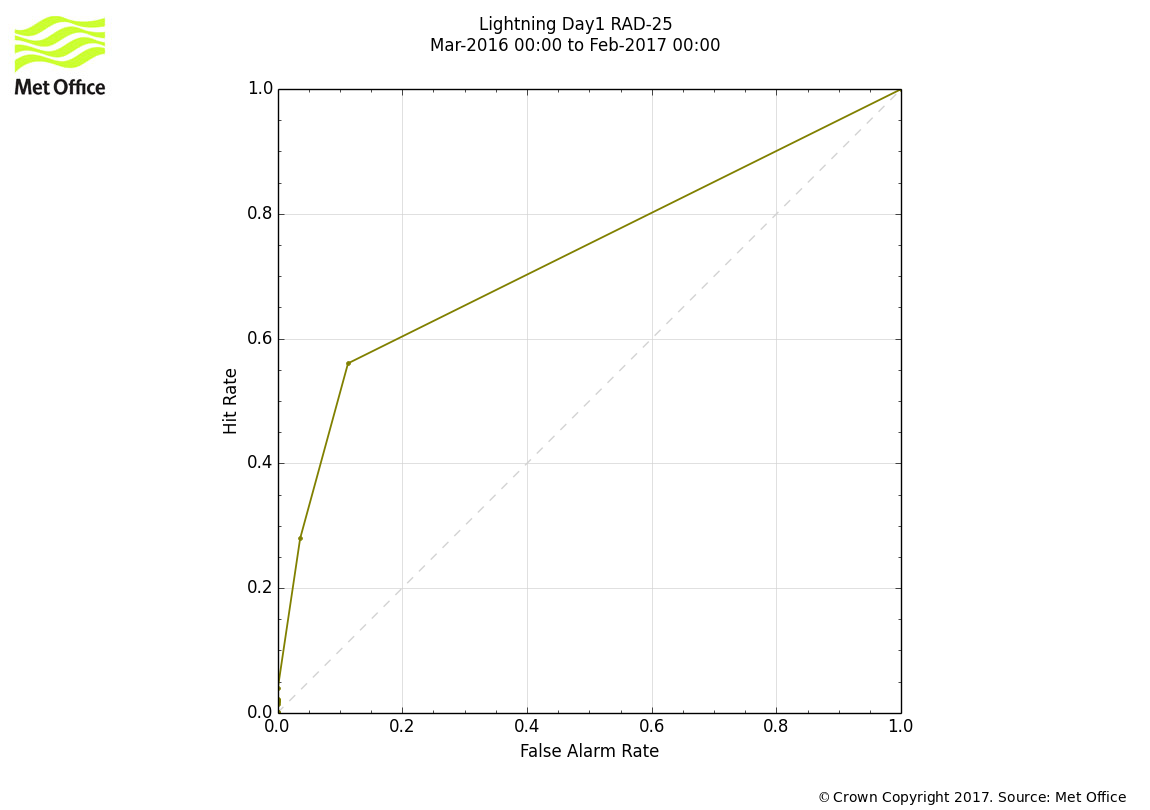 Lightning Day1 RAD-25
Mar-2016 00:00 to Feb-2017 00:00
Met Office
1.0
0.8
0.6
0.4
0.2
0.0
Hit Rate
0.0 0.2 0.4 0.6 0.8 1.0
False Alarm Rate
© Crown Copyright 2017. Source: Met Office